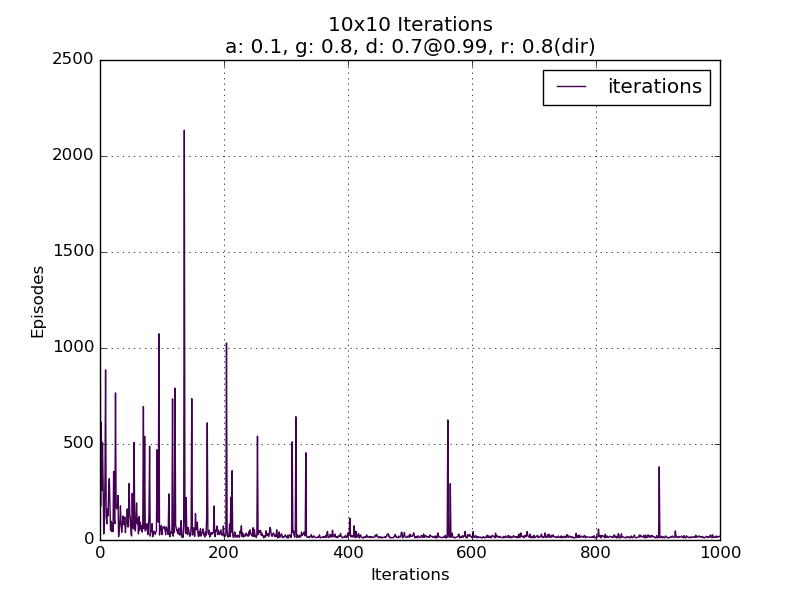 10x10 Iterations
a: 0.1, g: 0.8, d: 0.7@0.99, r: 0.8(dir)
iterations
2500
2000
1500
1000
500
0
Episodes
0 200 400 600 800 1000
Iterations